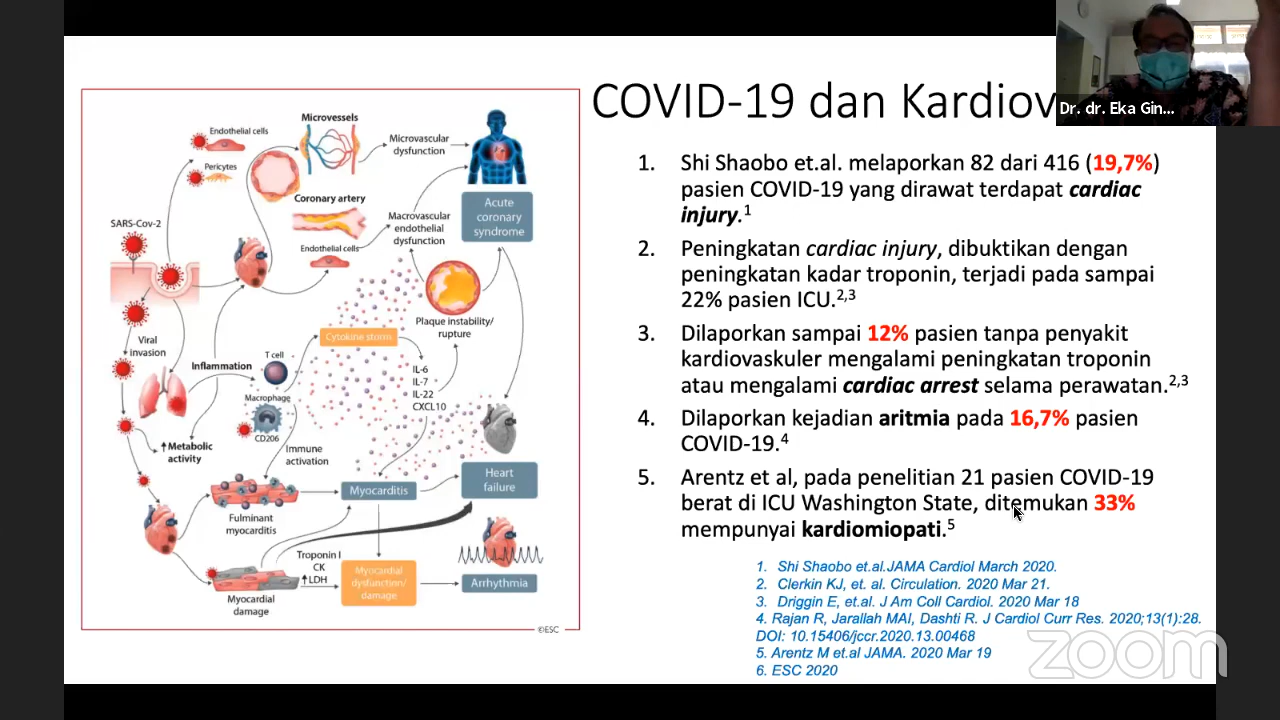 COVID-19 dan Kardiov
Dr. dr. Eka Gin...
1. Shi Shaobo et.al. melaporkan 82 dari 416 (19,7%)
pasien COVID-19 yang dirawat terdapat cardiac
injury.1
2. Peningkatan cardiac injury, dibuktikan dengan
peningkatan kadar troponin, terjadi pada sampai
22% pasien ICU.2,3
3. Dilaporkan sampai 12% pasien tanpa penyakit
kardiovaskuler mengalami peningkatan troponin
atau mengalami cardiac arrest selama perawatan.2,3
4. Dilaporkan kejadian aritmia pada 16,7% pasien
COVID-19.4
5. Arentz et al, pada penelitian 21 pasien COVID-19
berat di ICU Washington State, ditemukan 33%
mempunyai kardiomiopati.5
1. Shi Shaobo et.al.JAMA Cardiol March 2020.
2. Clerkin KJ, et. al. Circulation. 2020 Mar 21.
3. Driggin E, et.al. J Am Coll Cardiol. 2020 Mar 18
4. Rajan R, Jarallah MAI, Dashti R. J Cardiol Curr Res. 2020;13(1):28.
DOI: 10.15406/jccr.2020.13.00468
5. Arentz M et.al JAMA. 2020 Mar 19
6. ESC 2020
zoom
Endothelial cells
Pericytes
Microvessels
Microvascular
dysfunction
SARS-Cov-2
Coronary artery
Endothelial cells
Macrovascular
endothelial
dysfunction
Acute
coronary
syndrome
Plaque instability/
rupture
Viral
invasion
Inflammation
T cell
Cytokine storm
IL-6
IL-7
IL-22
CXCL10
Macrophage
CD206
Immune
activation
↑Metabolic
activity
Fulminant
myocarditis
Myocarditis
Heart
failure
Troponin I
CK
↑LDH
Myocardial
damage
Myocardial
dysfunction/
damage
Arrhythmia
©ESC